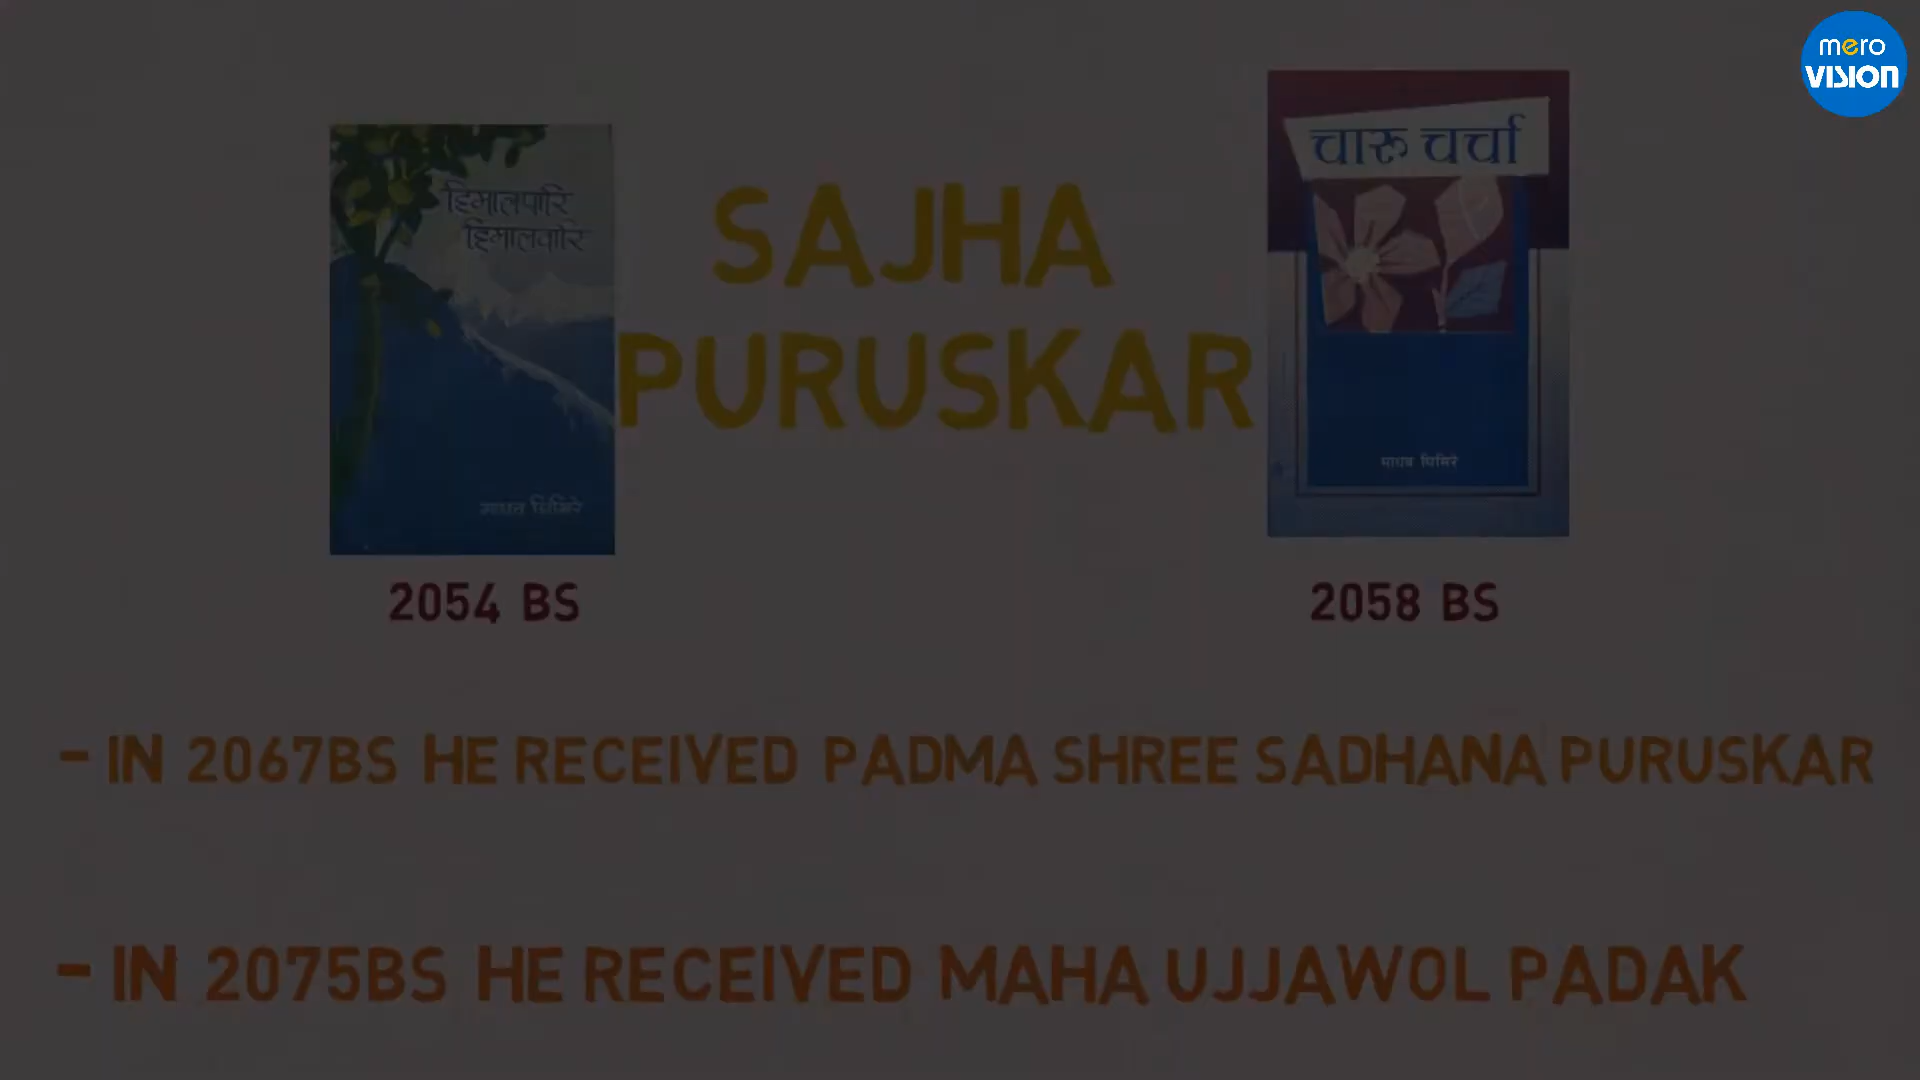 mero
VISION
हिमालपारि
हिमालवारि
माधव घिमिरे
2054 BS
SAJHA
PURUSKAR
चारु चर्चा
माधव घिमिरे
2058 BS
- IN 2067BS HE RECEIVED PADMA SHREE SADHANA PURUSKAR
- IN 2075BS HE RECEIVED MAHA UJJAWOL PADAK